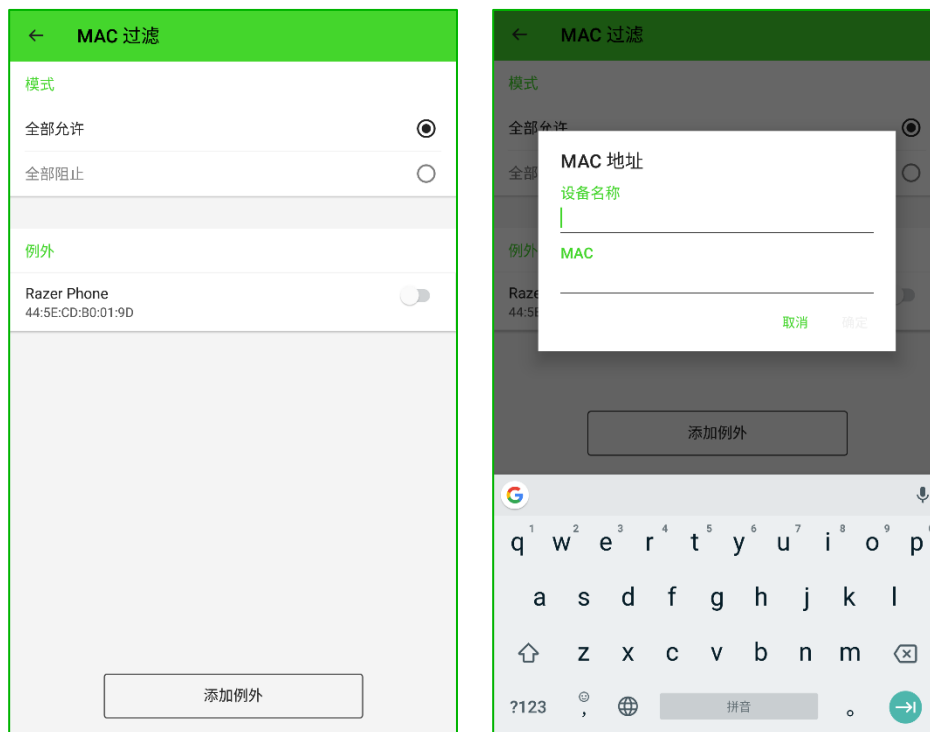 MAC 过滤
模式
全部允许
全部阻止
例外
Razer Phone
44:5E:CD:B0:01:9D
添加例外
MAC 过滤
模式
全部允许
全部
MAC 地址
设备名称
MAC
取消 确定
例外
Raze
44:5E
添加例外
1 2 3 4 5 6 7 8 9
q w e r t y u i o p
a s d f g h j k l
z x c v b n m
?123 , 拼音 。